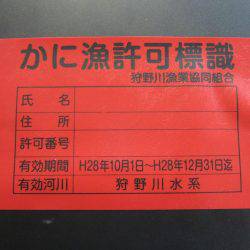 かに漁許可標識
狩野川漁業協同組合
氏名
住所
許可番号
有効期間 H28年10月1日～H28年12月31日迄
有効河川 狩野川水系